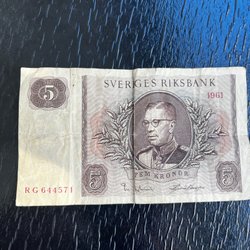 SVERIGES RIKSBANK
5
1961
FEM KRONOR
RG 644571
5